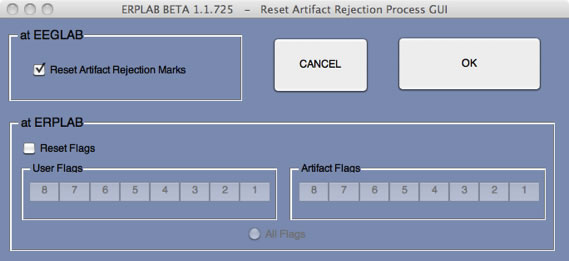 ERPLAB BETA 1.1.725 - Reset Artifact Rejection Process GUI
at EEGLAB
Reset Artifact Rejection Marks
CANCEL
OK
at ERPLAB
Reset Flags
User Flags
8 7 6 5 4 3 2 1
Artifact Flags
8 7 6 5 4 3 2 1
All Flags